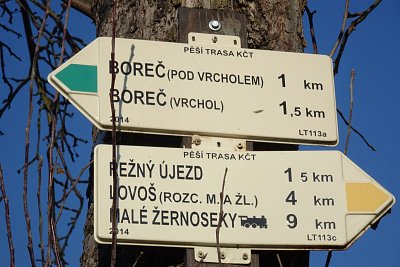 PĚŠÍ TRASA KČT
BOREČ (POD VRCHOLEM) 1 km
BOREČ (VRCHOL) 1,5 km
2014 LT113a
PĚŠÍ TRASA KČT
REŽNÝ ÚJEZD 1,5 km
LOVOŠ (ROZC. M. A ŽL.) 4 km
MALÉ ŽERNOSEKY 9 km
2014 LT113c